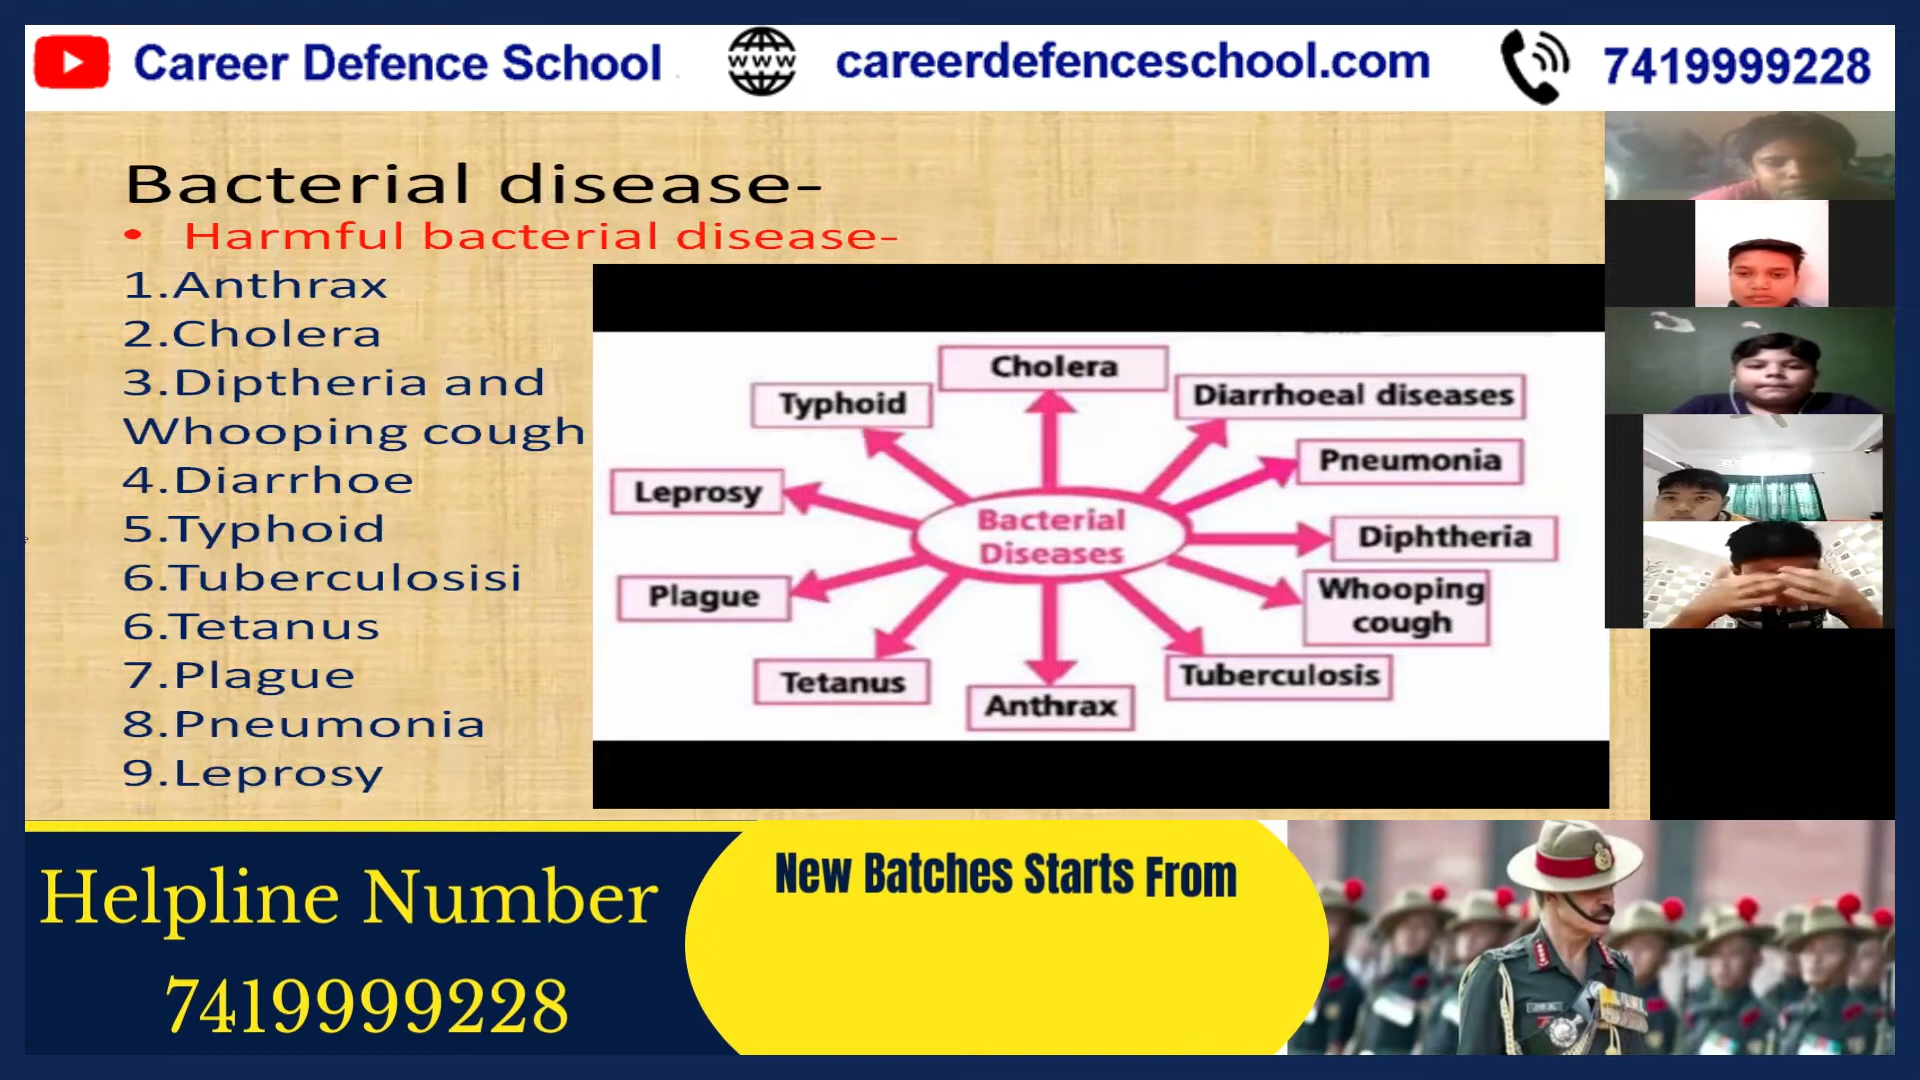 Career Defence School
www
careerdefenceschool.com
7419999228
Bacterial disease-
• Harmful bacterial disease-
1.Anthrax
2.Cholera
3.Diptheria and
Whooping cough
4.Diarrhoe
5.Typhoid
6.Tuberculosisi
6.Tetanus
7.Plague
8.Pneumonia
9.Leprosy
Cholera
Typhoid
Diarrhoeal diseases
Pneumonia
Leprosy
Bacterial
Diseases
Diphtheria
Plague
Whooping
cough
Tetanus
Anthrax
Tuberculosis
Helpline Number
7419999228
New Batches Starts From